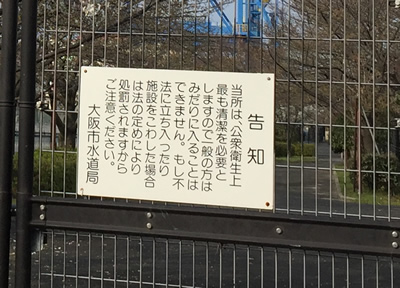 告知
当所は、公衆衛生上
最も清潔を必要と
しますので一般の方は
みだりに入ることは
できません。もし不
法に立ち入ったり
施設をこわした場合
は法の定めにより
処罰されますから
ご注意ください。
大阪市水道局